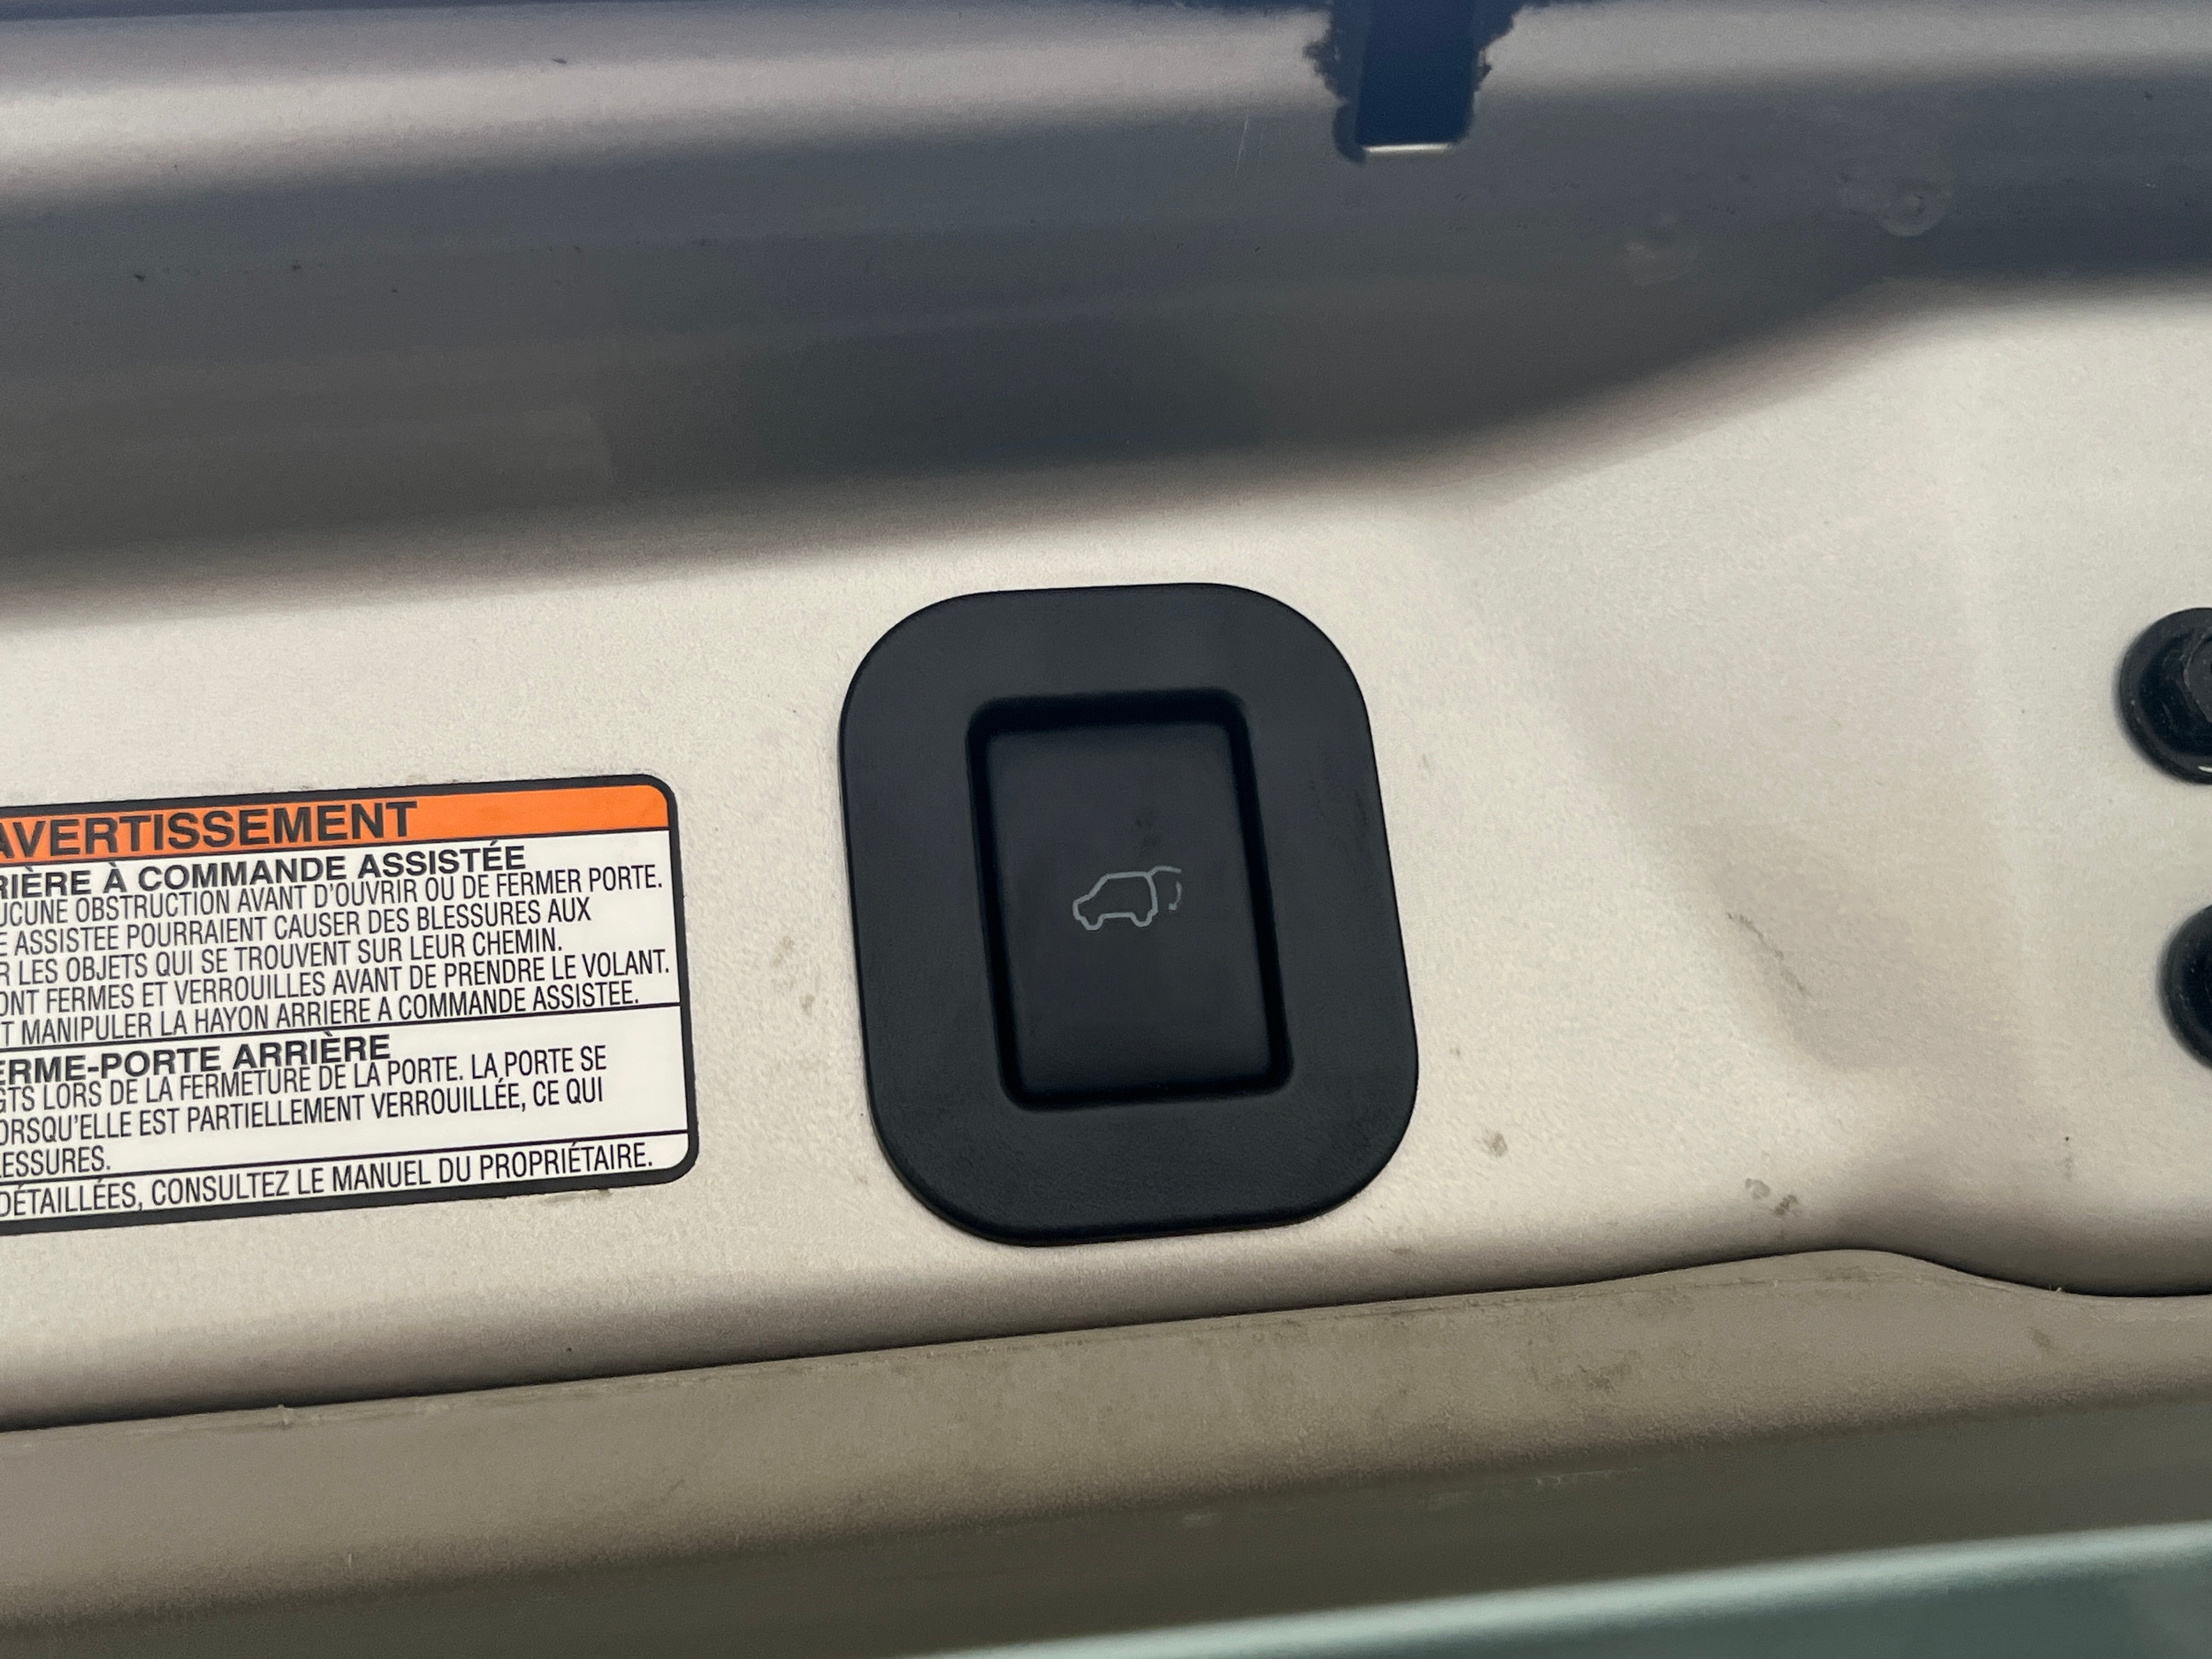 AVERTISSEMENT
RIÈRE À COMMANDE ASSISTÉE
UCUNE OBSTRUCTION AVANT D'OUVRIR OU DE FERMER PORTE.
E ASSISTEE POURRAIENT CAUSER DES BLESSURES AUX
R LES OBJETS QUI SE TROUVENT SUR LEUR CHEMIN.
ONT FERMES ET VERROUILLES AVANT DE PRENDRE LE VOLANT.
T MANIPULER LA HAYON ARRIERE A COMMANDE ASSISTEE.
ERME-PORTE ARRIÈRE
GTS LORS DE LA FERMETURE DE LA PORTE. LA PORTE SE
ORSQU'ELLE EST PARTIELLEMENT VERROUILLÉE, CE QUI
LESSURES.
DÉTAILLÉES, CONSULTEZ LE MANUEL DU PROPRIÉTAIRE.